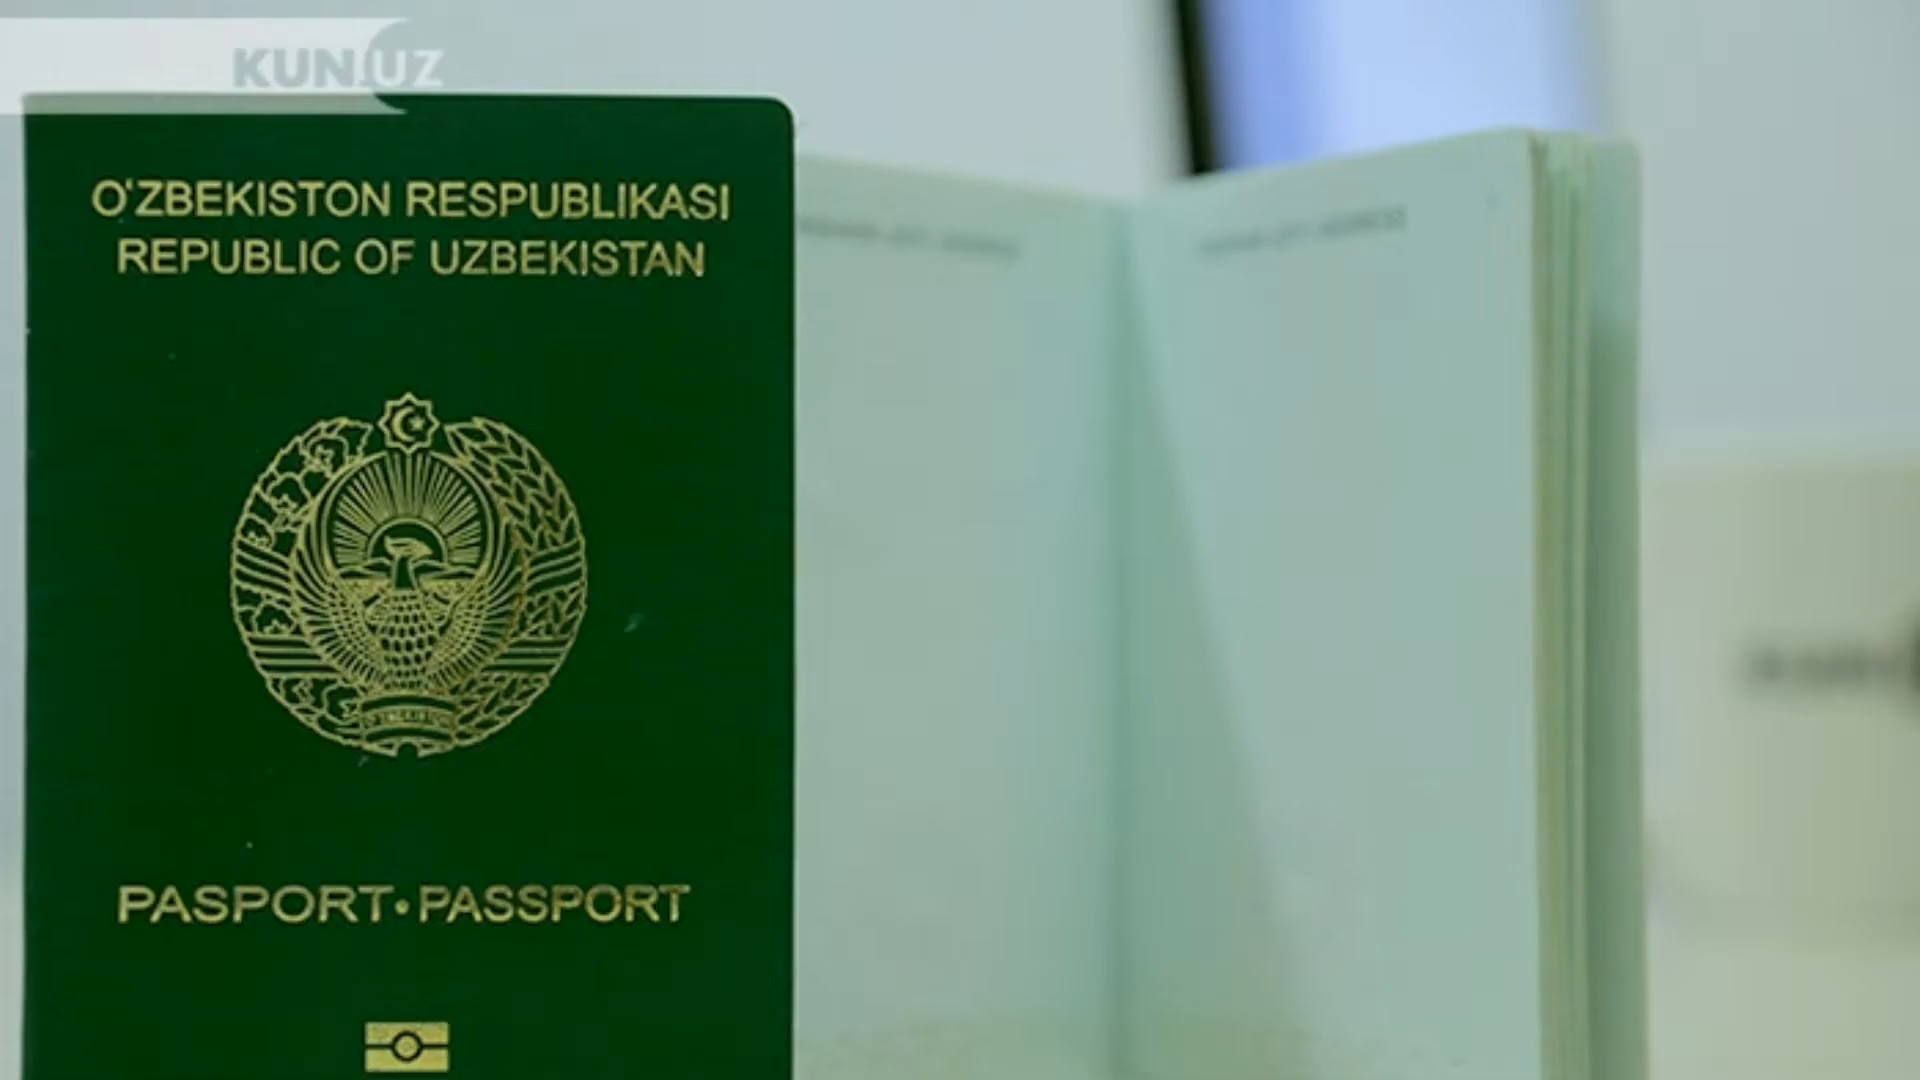 KUN.UZ
O‘ZBEKISTON RESPUBLIKASI
REPUBLIC OF UZBEKISTAN
PASPORT•PASSPORT